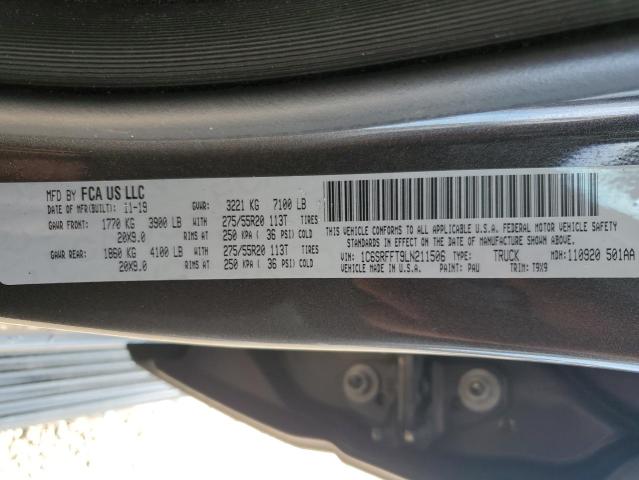 MFD BY FCA US LLC
DATE OF MFR(BUILT): 11-19 GVWR: 3221 KG 7100 LB
GAWR FRONT: 1770 KG 3900 LB WITH 275/55R20 113T TIRES
20X9.0 RIMS AT 250 KPA ( 36 PSI) COLD
GAWR REAR: 1860 KG 4100 LB WITH 275/55R20 113T TIRES
20X9.0 RIMS AT 250 KPA ( 36 PSI) COLD
THIS VEHICLE CONFORMS TO ALL APPLICABLE U.S.A. FEDERAL MOTOR VEHICLE SAFETY
STANDARDS IN EFFECT ON THE DATE OF MANUFACTURE SHOWN ABOVE.
VIN: 1C6SRFFT9LN211506 TYPE: TRUCK MDH: 110920 501AA
PAINT: PAU TRIM: T9X9